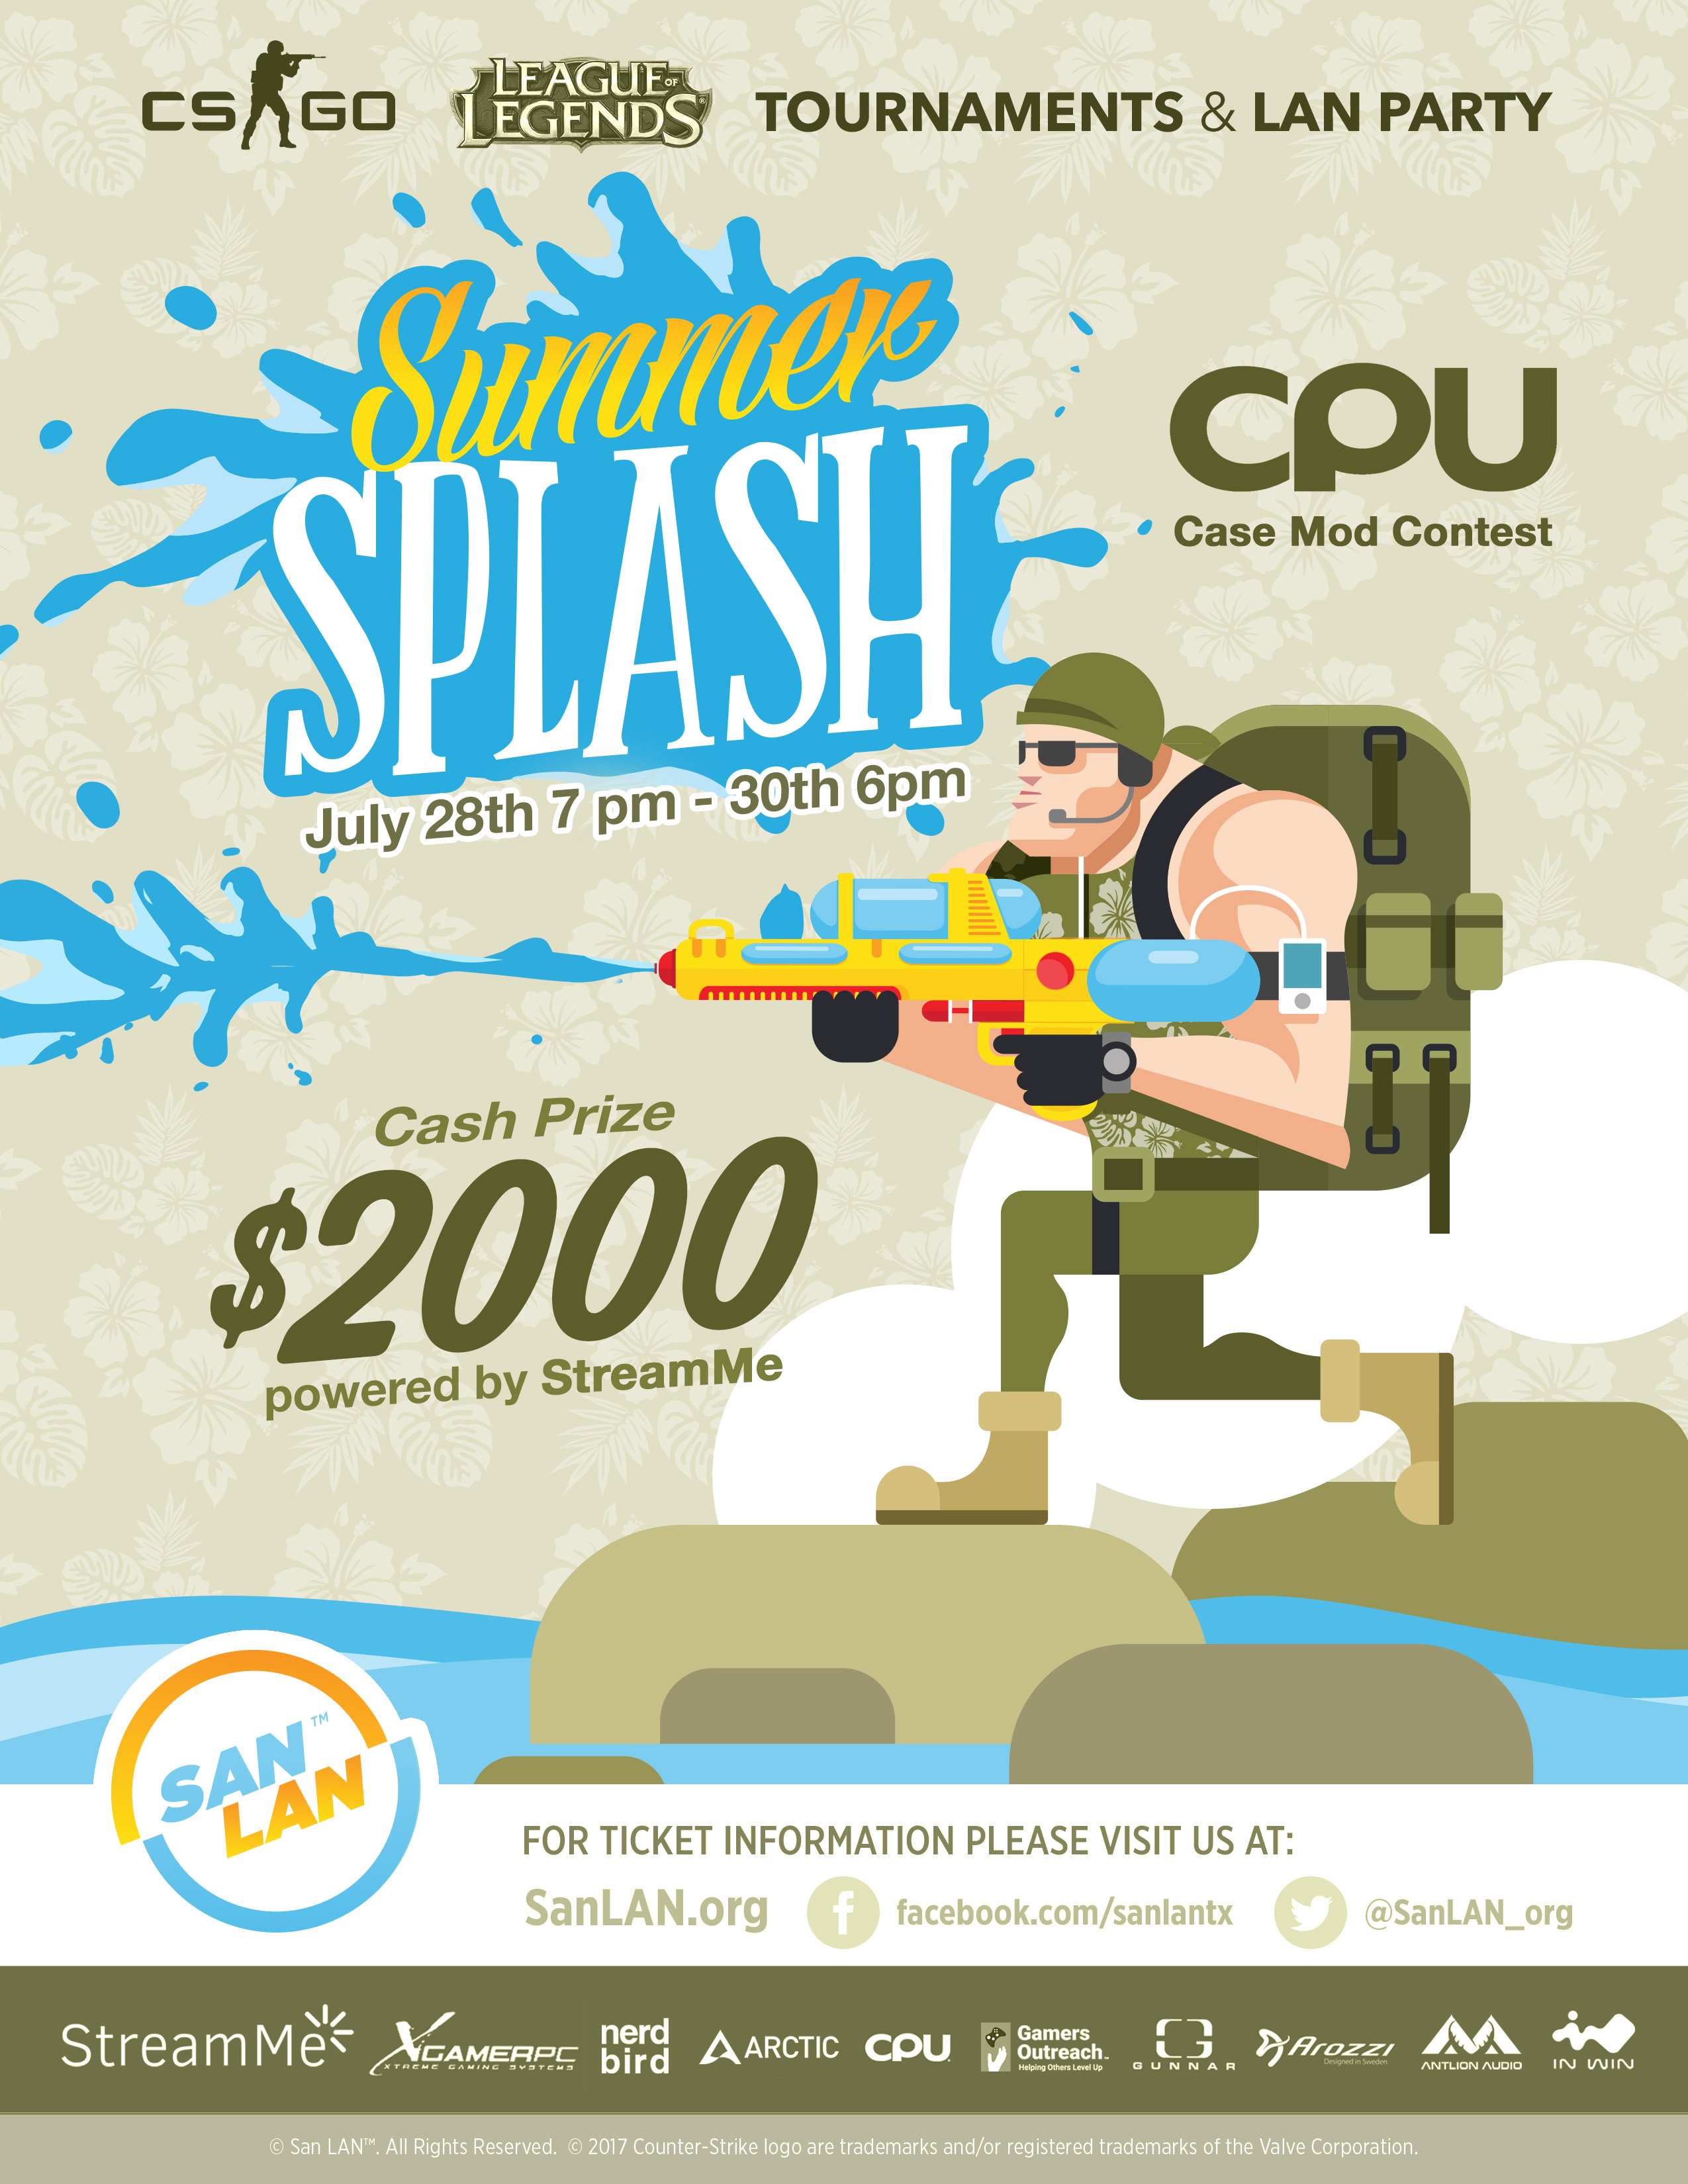 CS GO
LEAGUE OF LEGENDS®
TOURNAMENTS & LAN PARTY
Summer
SPLASH
July 28th 7 pm - 30th 6pm
CPU
Case Mod Contest
Cash Prize
$2000
powered by StreamMe
SAN LAN™
FOR TICKET INFORMATION PLEASE VISIT US AT:
SanLAN.org facebook.com/sanlantx @SanLAN_org
StreamMe
XGAMERPC
XTREME GAMING SYSTEMS
nerd
bird
ARCTIC
CPU
Gamers
Outreach™
Helping Others Level Up
GUNNAR
Arozzi
Designed in Sweden
ANTLION AUDIO
IN WIN
© San LAN™. All Rights Reserved. © 2017 Counter-Strike logo are trademarks and/or registered trademarks of the Valve Corporation.